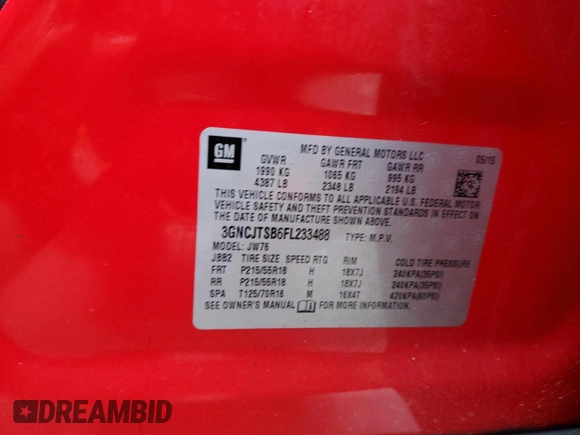 GM
MFD BY GENERAL MOTORS LLC
05/15
GVWR GAWR FRT GAWR RR
1990 KG 1065 KG 995 KG
4387 LB 2348 LB 2194 LB
THIS VEHICLE CONFORMS TO ALL APPLICABLE U.S. FEDERAL MOTOR
VEHICLE SAFETY AND THEFT PREVENTION STANDARDS IN EFFECT ON
THE DATE OF MANUFACTURE SHOWN ABOVE.
3GNCJTSB6FL233488 TYPE: M.P.V.
MODEL: JW76
JBB2 TIRE SIZE SPEED RTG RIM COLD TIRE PRESSURE
FRT P215/55R18 H 18X7J 240KPA(35PSI)
RR P215/55R18 H 18X7J 240KPA(35PSI)
SPA T125/70R16 M 16X4T 420KPA(60PSI)
SEE OWNER'S MANUAL FOR MORE INFORMATION.
DREAMBID